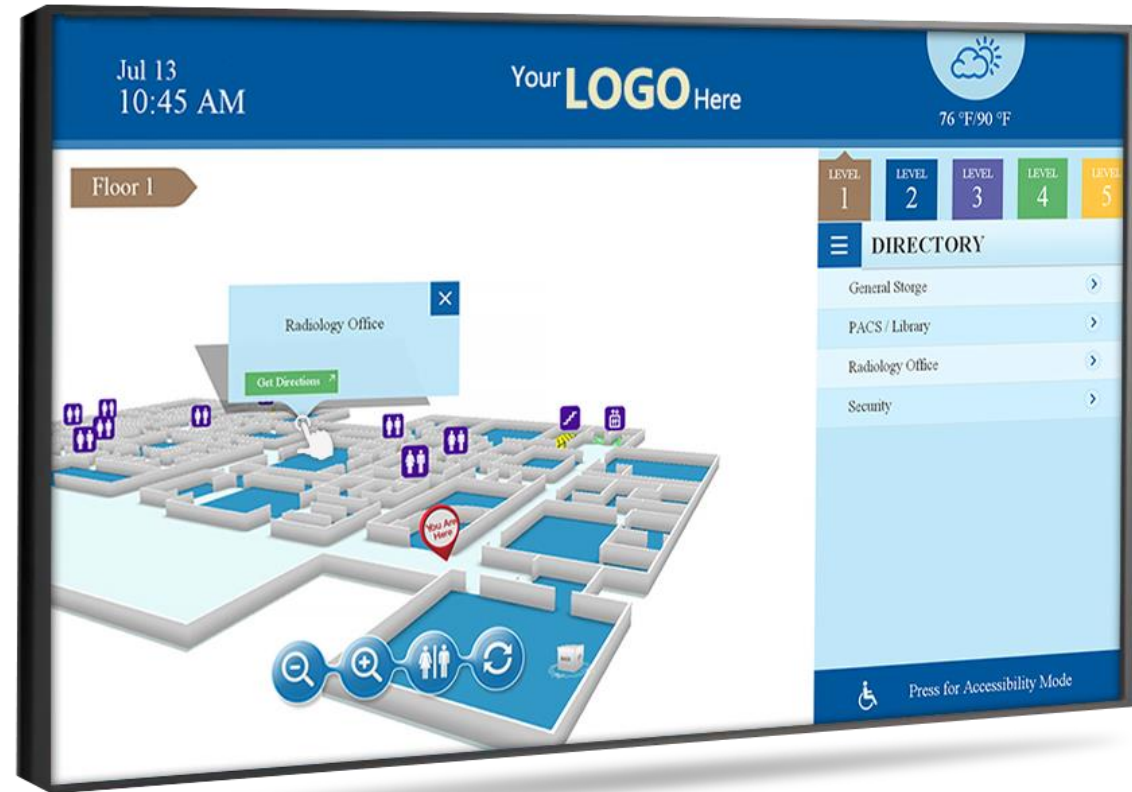 Jul 13
10:45 AM
Your LOGO Here
76 °F/90 °F
Floor 1
LEVEL
1
LEVEL
2
LEVEL
3
LEVEL
4
LEVEL
5
DIRECTORY
General Storge
PACS / Library
Radiology Office
Security
Radiology Office
Get Directions
You Are
Here
Press for Accessibility Mode